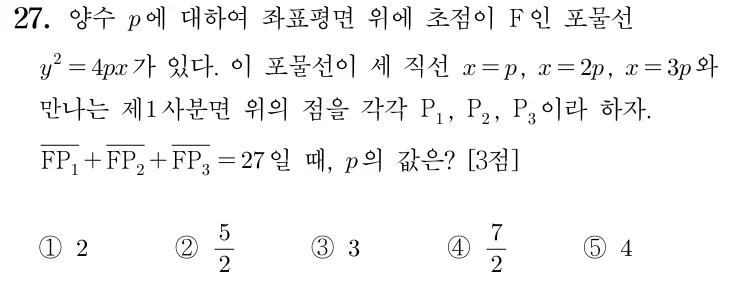 27. 양수 p에 대하여 좌표평면 위에 초점이 F인 포물선
y² = 4px가 있다. 이 포물선이 세 직선 x = p, x = 2p, x = 3p와
만나는 제1사분면 위의 점을 각각 P₁, P₂, P₃이라 하자.
F̅P̅₁ + F̅P̅₂ + F̅P̅₃ = 27일 때, p의 값은? [3점]
① 2 ② 5/2 ③ 3 ④ 7/2 ⑤ 4